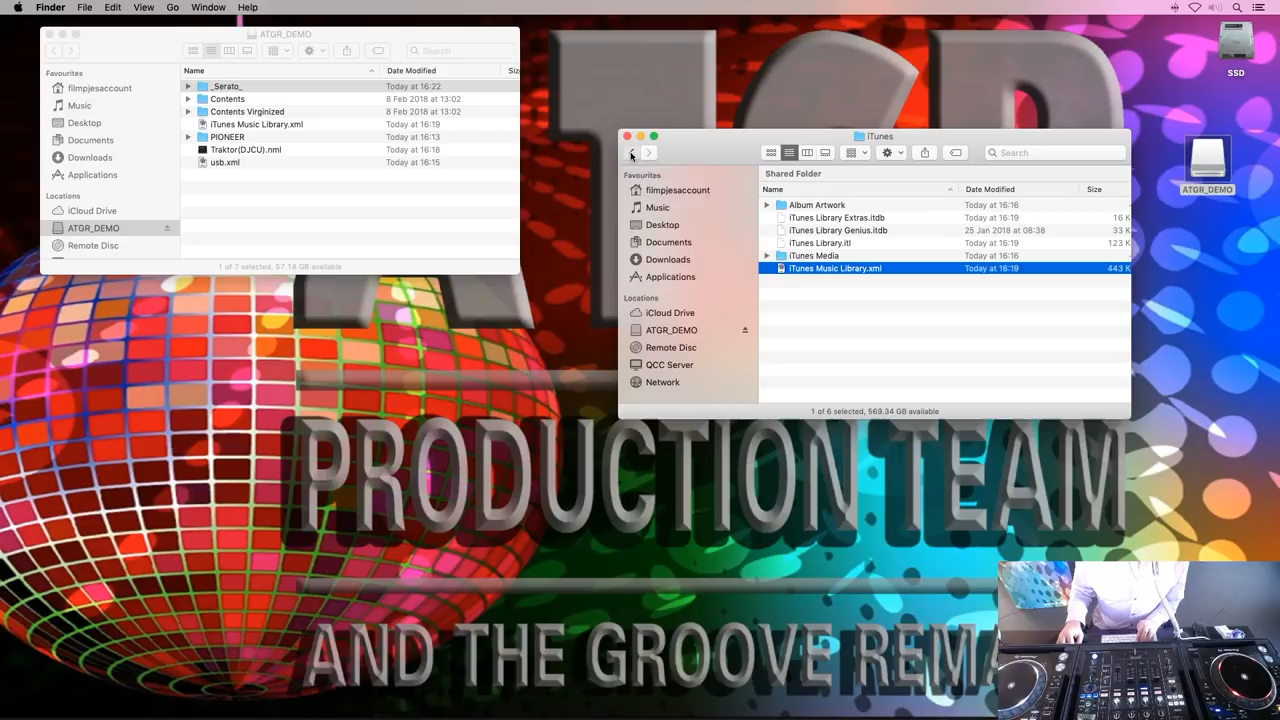 Finder File Edit View Go Window Help
ATGR_DEMO
Search
Favourites
filmpjesaccount
Music
Desktop
Documents
Downloads
Applications
Locations
iCloud Drive
ATGR_DEMO
Remote Disc
Name Date Modified
_Serato_ Today at 16:22
Contents 8 Feb 2018 at 13:02
Contents Virginized 8 Feb 2018 at 13:02
iTunes Music Library.xml Today at 16:19
PIONEER Today at 16:13
Traktor(DJCU).nml Today at 16:18
usb.xml Today at 16:15
1 of 7 selected, 57.18 GB available
iTunes
Search
Favourites
filmpjesaccount
Music
Desktop
Documents
Downloads
Applications
Locations
iCloud Drive
ATGR_DEMO
Remote Disc
QCC Server
Network
Shared Folder
Name Date Modified Size
Album Artwork Today at 16:16
iTunes Library Extras.itdb Today at 16:19 16 K
iTunes Library Genius.itdb 25 Jan 2018 at 08:38 33 K
iTunes Library.itl Today at 16:19 123 K
iTunes Media Today at 16:16
iTunes Music Library.xml Today at 16:19 443 K
1 of 6 selected, 569.34 GB available
SSD
ATGR_DEMO
PRODUCTION TEAM
AND THE GROOVE REMA